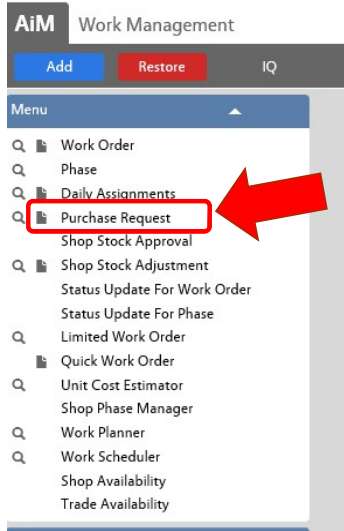 AiM Work Management
Add Restore IQ
Menu
Work Order
Phase
Daily Assignments
Purchase Request
Shop Stock Approval
Shop Stock Adjustment
Status Update For Work Order
Status Update For Phase
Limited Work Order
Quick Work Order
Unit Cost Estimator
Shop Phase Manager
Work Planner
Work Scheduler
Shop Availability
Trade Availability